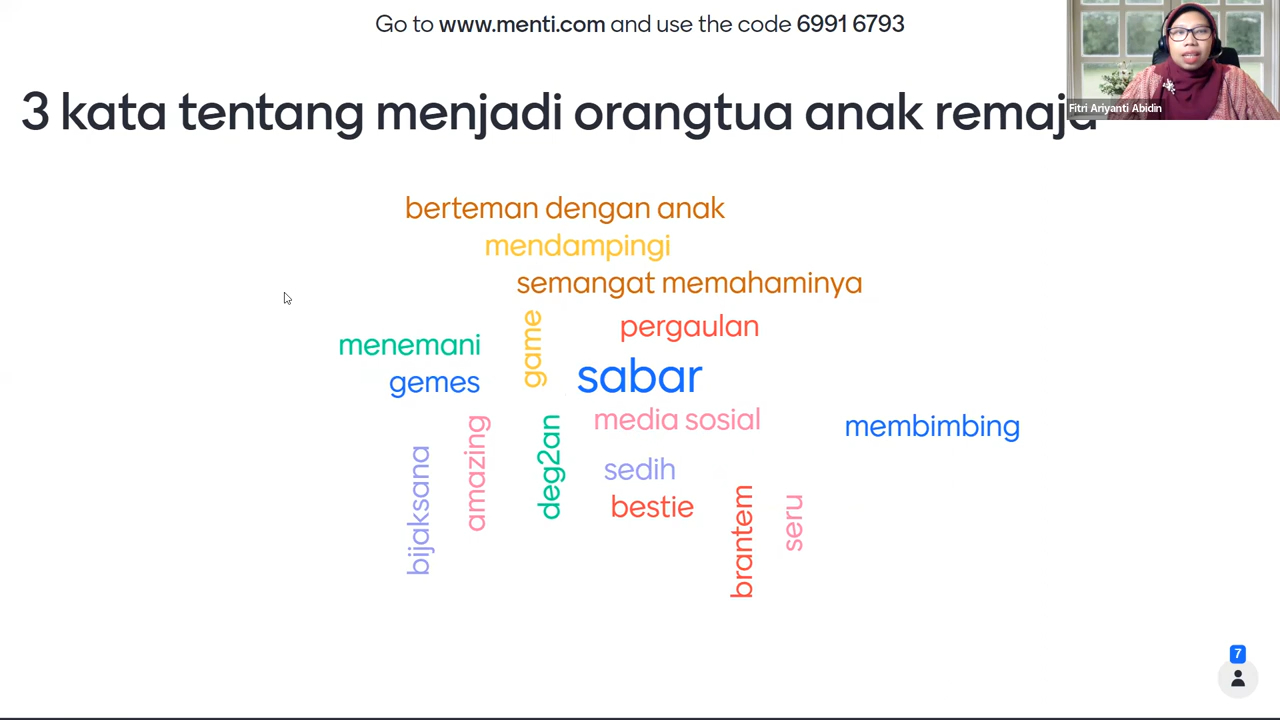 Go to www.menti.com and use the code 6991 6793
Fitri Ariyanti Abidin
3 kata tentang menjadi orangtua anak remaja
berteman dengan anak
mendampingi
semangat memahaminya
game
pergaulan
menemani
sabar
gemes
media sosial
membimbing
amazing
deg2an
bijaksana
sedih
bestie
brantem
seru
7